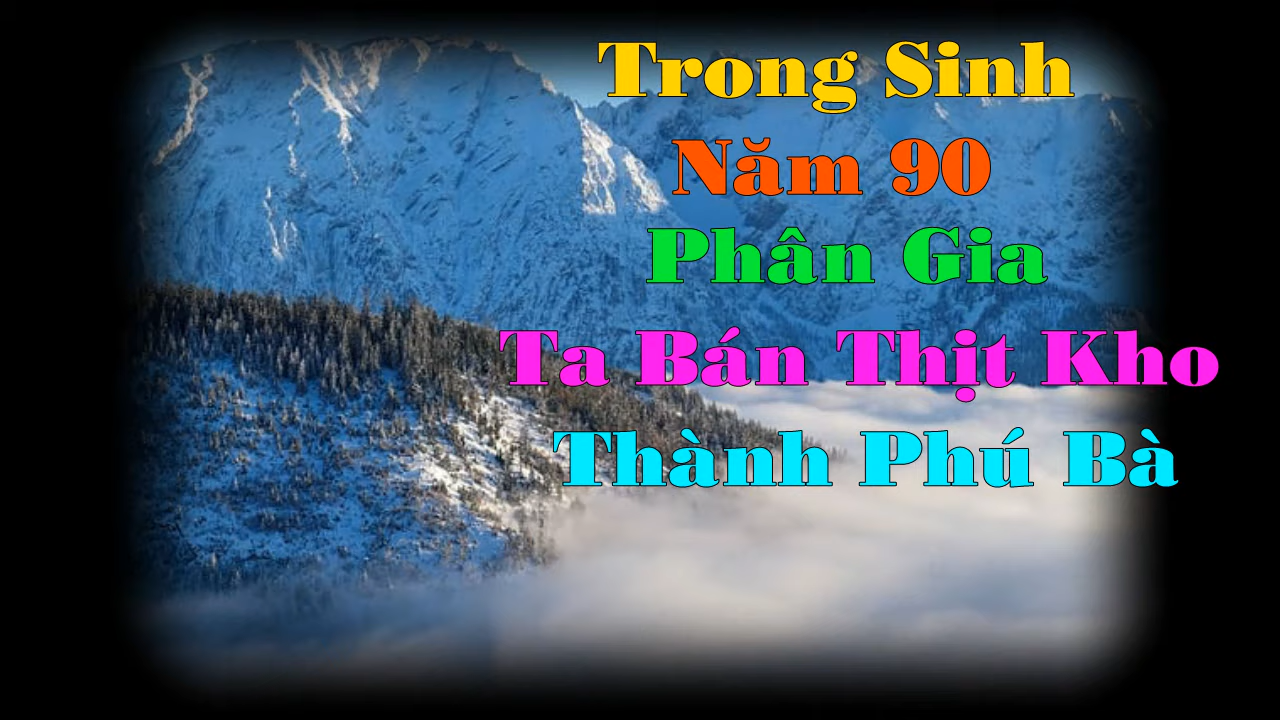 Trong Sinh
Năm 90
Phân Gia
Ta Bán Thịt Kho
Thành Phú Bà